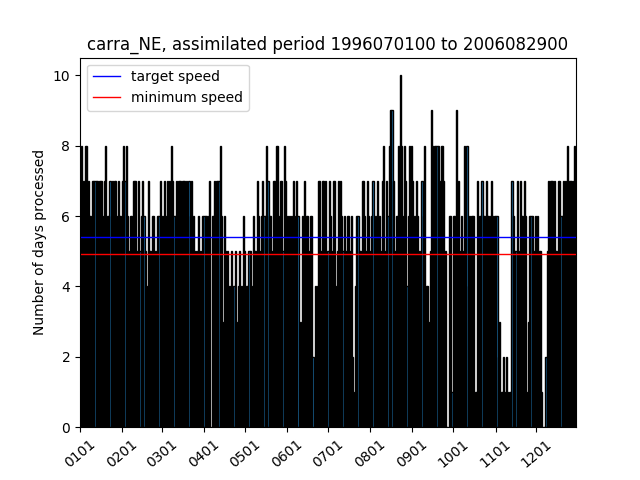 carra_NE, assimilated period 1996070100 to 2006082900
target speed
minimum speed
Number of days processed
10
8
6
4
2
0
0101 0201 0301 0401 0501 0601 0701 0801 0901 1001 1101 1201